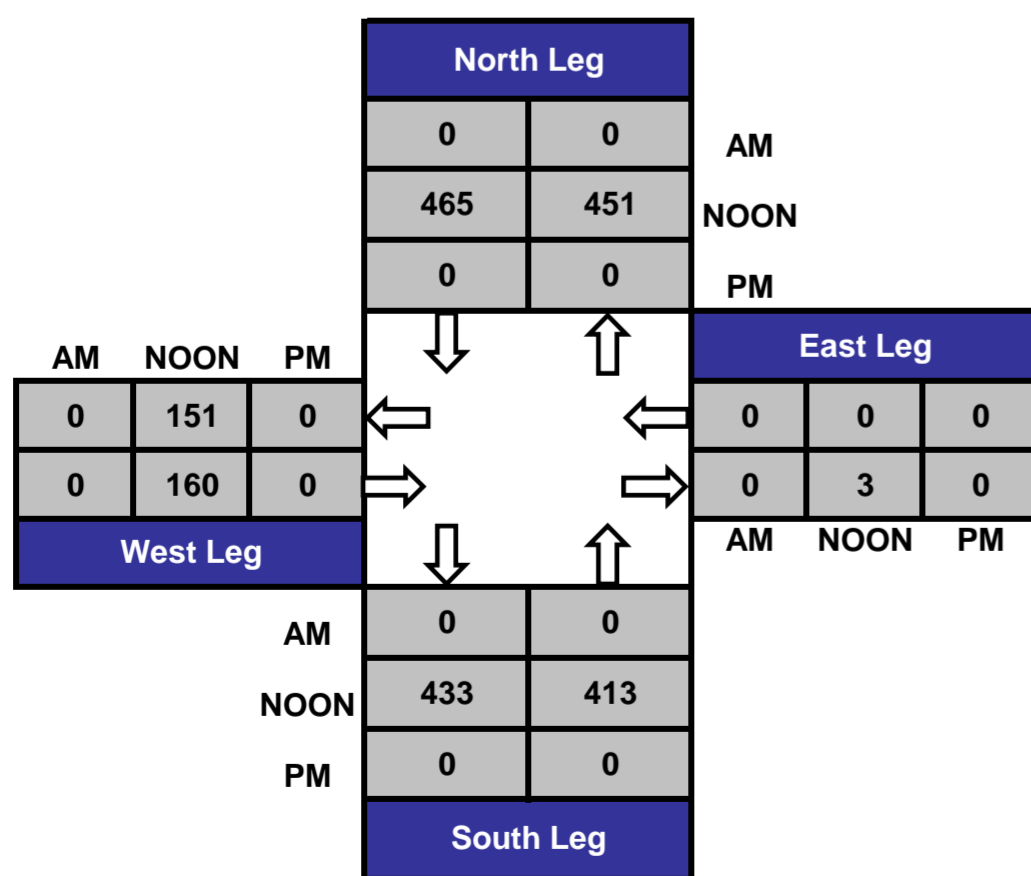 North Leg
0 0
AM
465 451
NOON
0 0
PM
AM NOON PM
East Leg
0 151 0
0 0 0
0 160 0
0 3 0
West Leg
AM NOON PM
AM
0 0
NOON
433 413
PM
0 0
South Leg